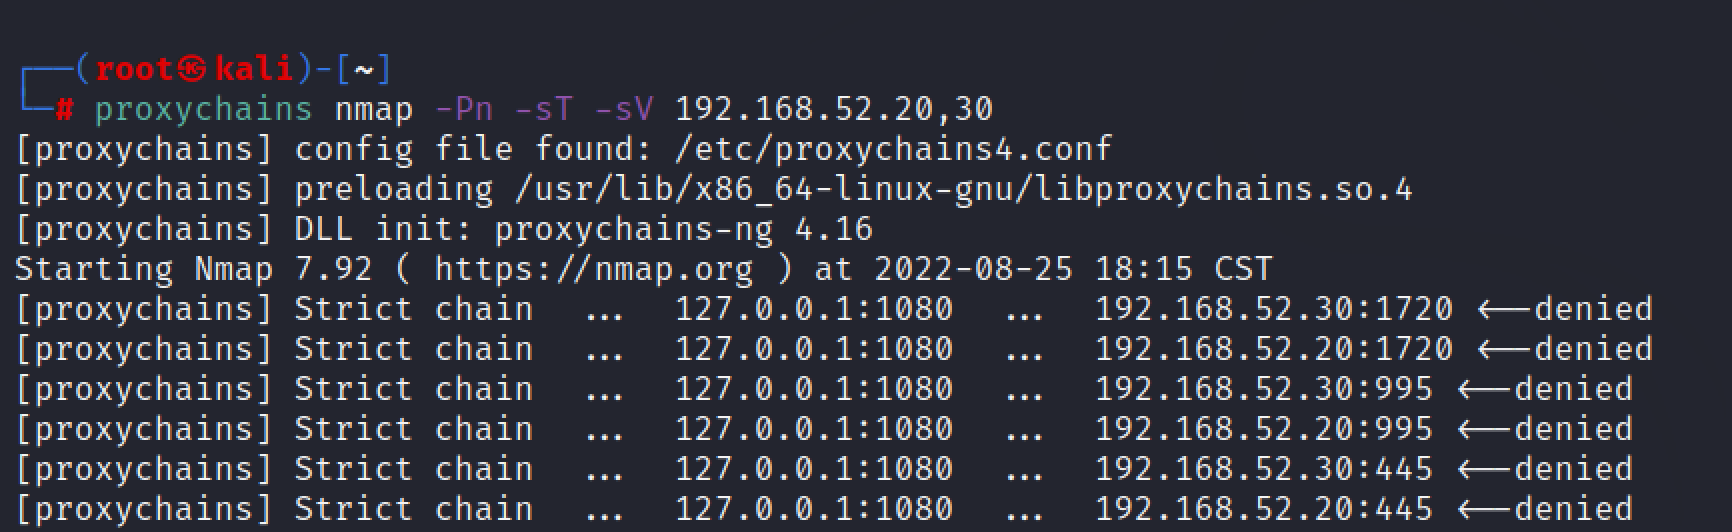 ┌──(root㉿kali)-[~]
└─# proxychains nmap -Pn -sT -sV 192.168.52.20,30
[proxychains] config file found: /etc/proxychains4.conf
[proxychains] preloading /usr/lib/x86_64-linux-gnu/libproxychains.so.4
[proxychains] DLL init: proxychains-ng 4.16
Starting Nmap 7.92 ( https://nmap.org ) at 2022-08-25 18:15 CST
[proxychains] Strict chain  ...  127.0.0.1:1080  ...  192.168.52.30:1720 <--denied
[proxychains] Strict chain  ...  127.0.0.1:1080  ...  192.168.52.20:1720 <--denied
[proxychains] Strict chain  ...  127.0.0.1:1080  ...  192.168.52.30:995 <--denied
[proxychains] Strict chain  ...  127.0.0.1:1080  ...  192.168.52.20:995 <--denied
[proxychains] Strict chain  ...  127.0.0.1:1080  ...  192.168.52.30:445 <--denied
[proxychains] Strict chain  ...  127.0.0.1:1080  ...  192.168.52.20:445 <--denied